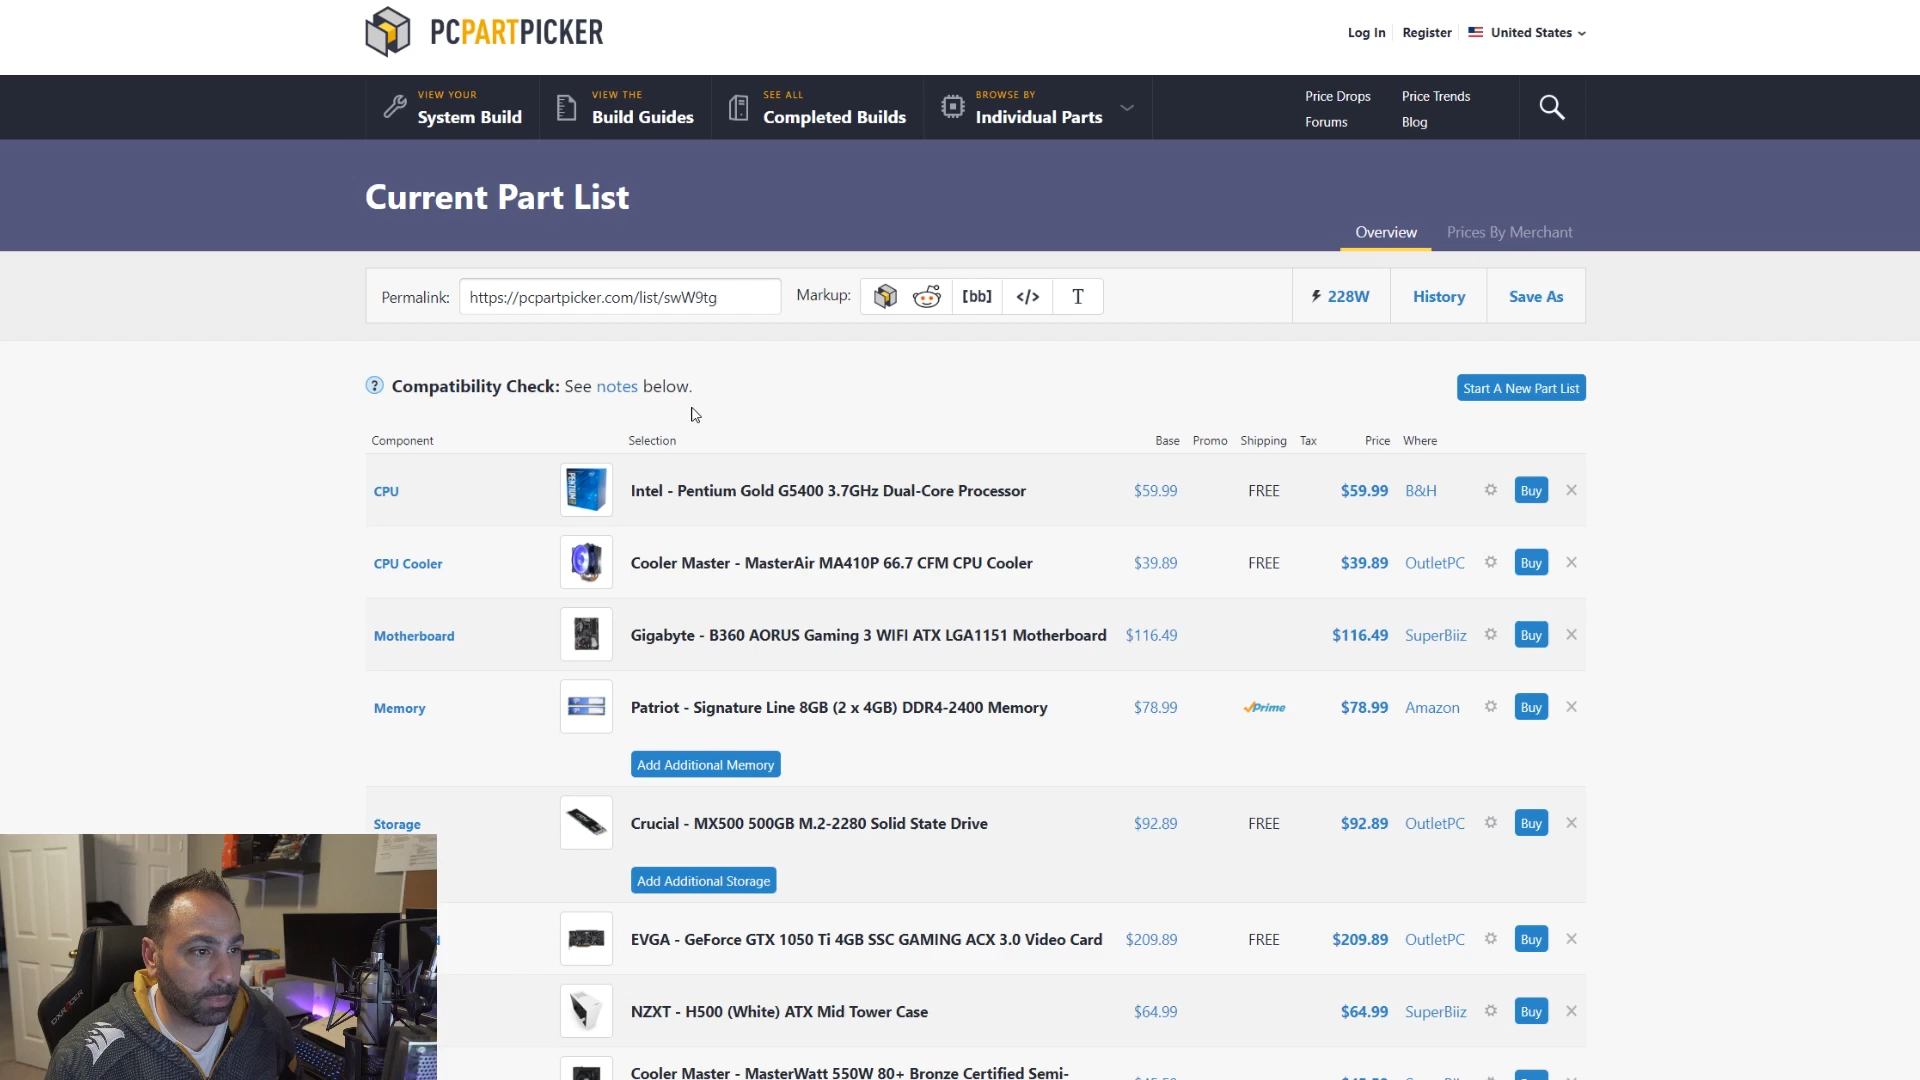 PCPARTPICKER
Log In Register United States
VIEW YOUR
System Build
VIEW THE
Build Guides
SEE ALL
Completed Builds
BROWSE BY
Individual Parts
Price Drops Price Trends
Forums Blog
Current Part List
Overview Prices By Merchant
Permalink: https://pcpartpicker.com/list/swW9tg Markup: [bb] </> T 228W History Save As
? Compatibility Check: See notes below. Start A New Part List
Component Selection Base Promo Shipping Tax Price Where
CPU Intel - Pentium Gold G5400 3.7GHz Dual-Core Processor $59.99 FREE $59.99 B&H Buy
CPU Cooler Cooler Master - MasterAir MA410P 66.7 CFM CPU Cooler $39.89 FREE $39.89 OutletPC Buy
Motherboard Gigabyte - B360 AORUS Gaming 3 WIFI ATX LGA1151 Motherboard $116.49 $116.49 SuperBiiz Buy
Memory Patriot - Signature Line 8GB (2 x 4GB) DDR4-2400 Memory $78.99 Prime $78.99 Amazon Buy
Add Additional Memory
Storage Crucial - MX500 500GB M.2-2280 Solid State Drive $92.89 FREE $92.89 OutletPC Buy
Add Additional Storage
EVGA - GeForce GTX 1050 Ti 4GB SSC GAMING ACX 3.0 Video Card $209.89 FREE $209.89 OutletPC Buy
NZXT - H500 (White) ATX Mid Tower Case $64.99 $64.99 SuperBiiz Buy
Cooler Master - MasterWatt 550W 80+ Bronze Certified Semi-
DXRACER